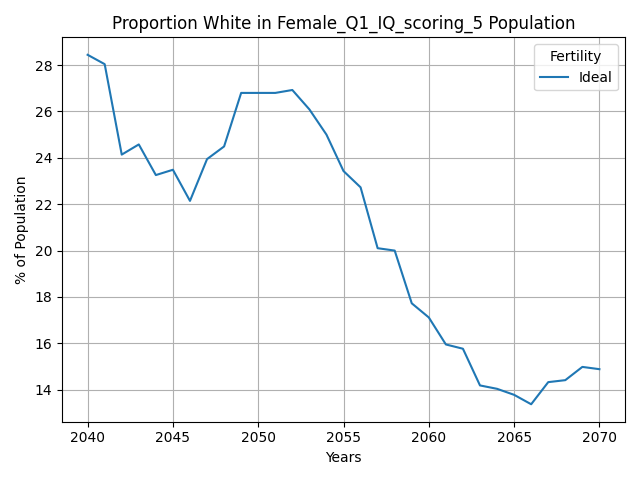 Proportion White in Female_Q1_IQ_scoring_5 Population
Fertility
Ideal
% of Population
28
26
24
22
20
18
16
14
2040 2045 2050 2055 2060 2065 2070
Years